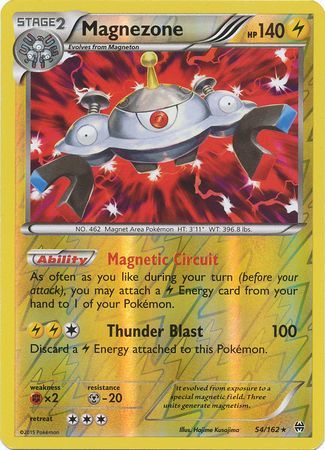 STAGE2
Magnezone
HP140
Evolves from Magneton
NO. 462 Magnet Area Pokémon HT: 3'11" WT: 396.8 lbs.
Ability Magnetic Circuit
As often as you like during your turn (before your
attack), you may attach a Energy card from your
hand to 1 of your Pokémon.
Thunder Blast 100
Discard a Energy attached to this Pokémon.
weakness
×2
resistance
-20
retreat
It evolved from exposure to a
special magnetic field. Three
units generate magnetism.
Illus. Hajime Kusajima
54/162★
©2015 Pokémon